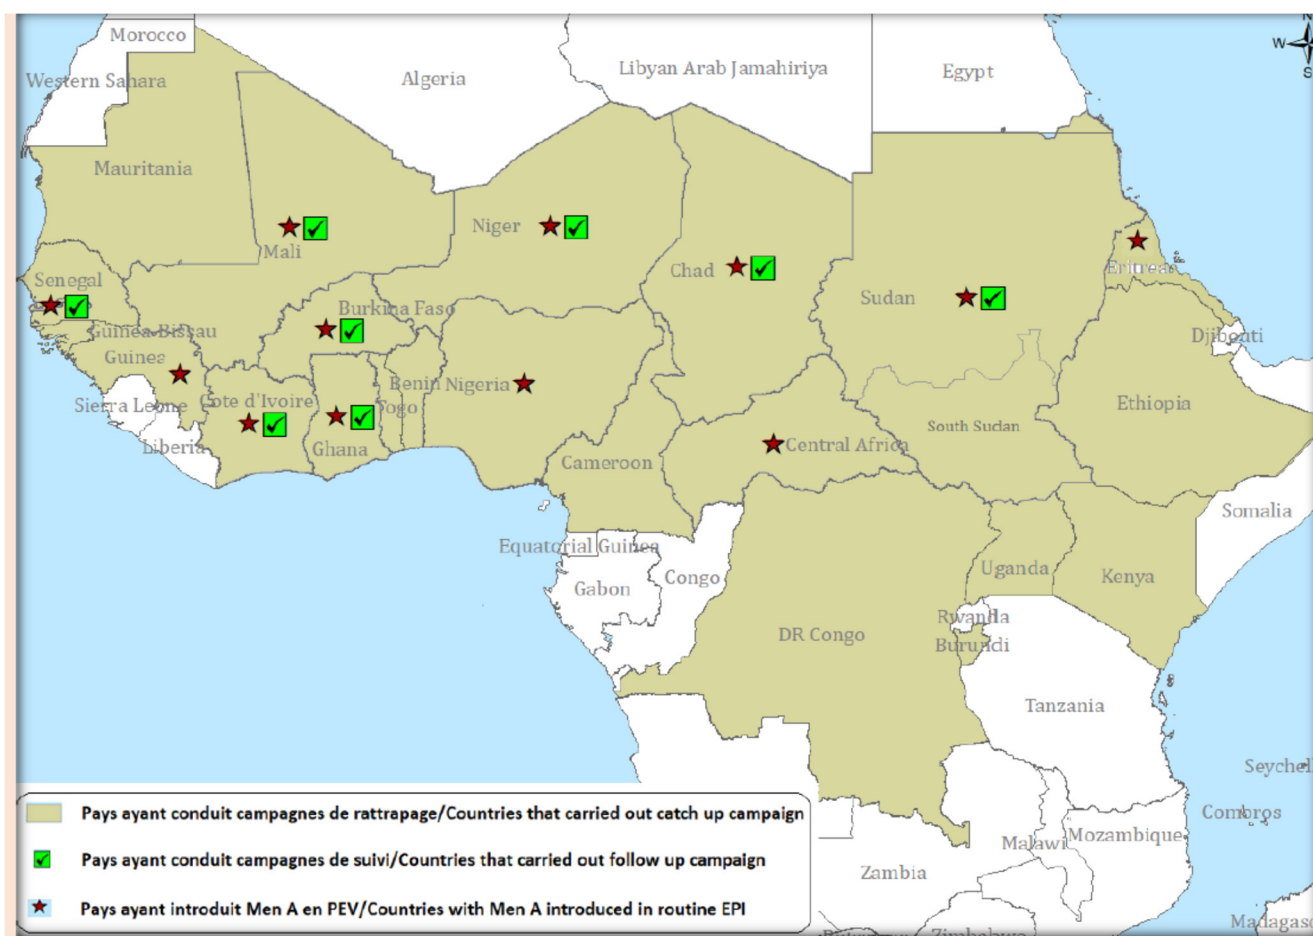 Morocco
N
W
S
Western Sahara
Algeria
Libyan Arab Jamahiriya
Egypt
Mauritania
Mali
Niger
Chad
Sudan
Eritrea
Senegal
Burkina Faso
Guinea-Bissau
Guinea
Djibouti
Sierra Leone
Cote d'Ivoire
Benin
Nigeria
Togo
Ethiopia
South Sudan
Liberia
Ghana
Cameroon
Central Africa
Somalia
Equatorial Guinea
Gabon
Congo
Uganda
Kenya
Rwanda
DR Congo
Burundi
Tanzania
Seychel
Comoros
Malawi
Mozambique
Zambia
Madagasc
Zimbabwe
Pays ayant conduit campagnes de rattrapage/Countries that carried out catch up campaign
Pays ayant conduit campagnes de suivi/Countries that carried out follow up campaign
Pays ayant introduit Men A en PEV/Countries with Men A introduced in routine EPI